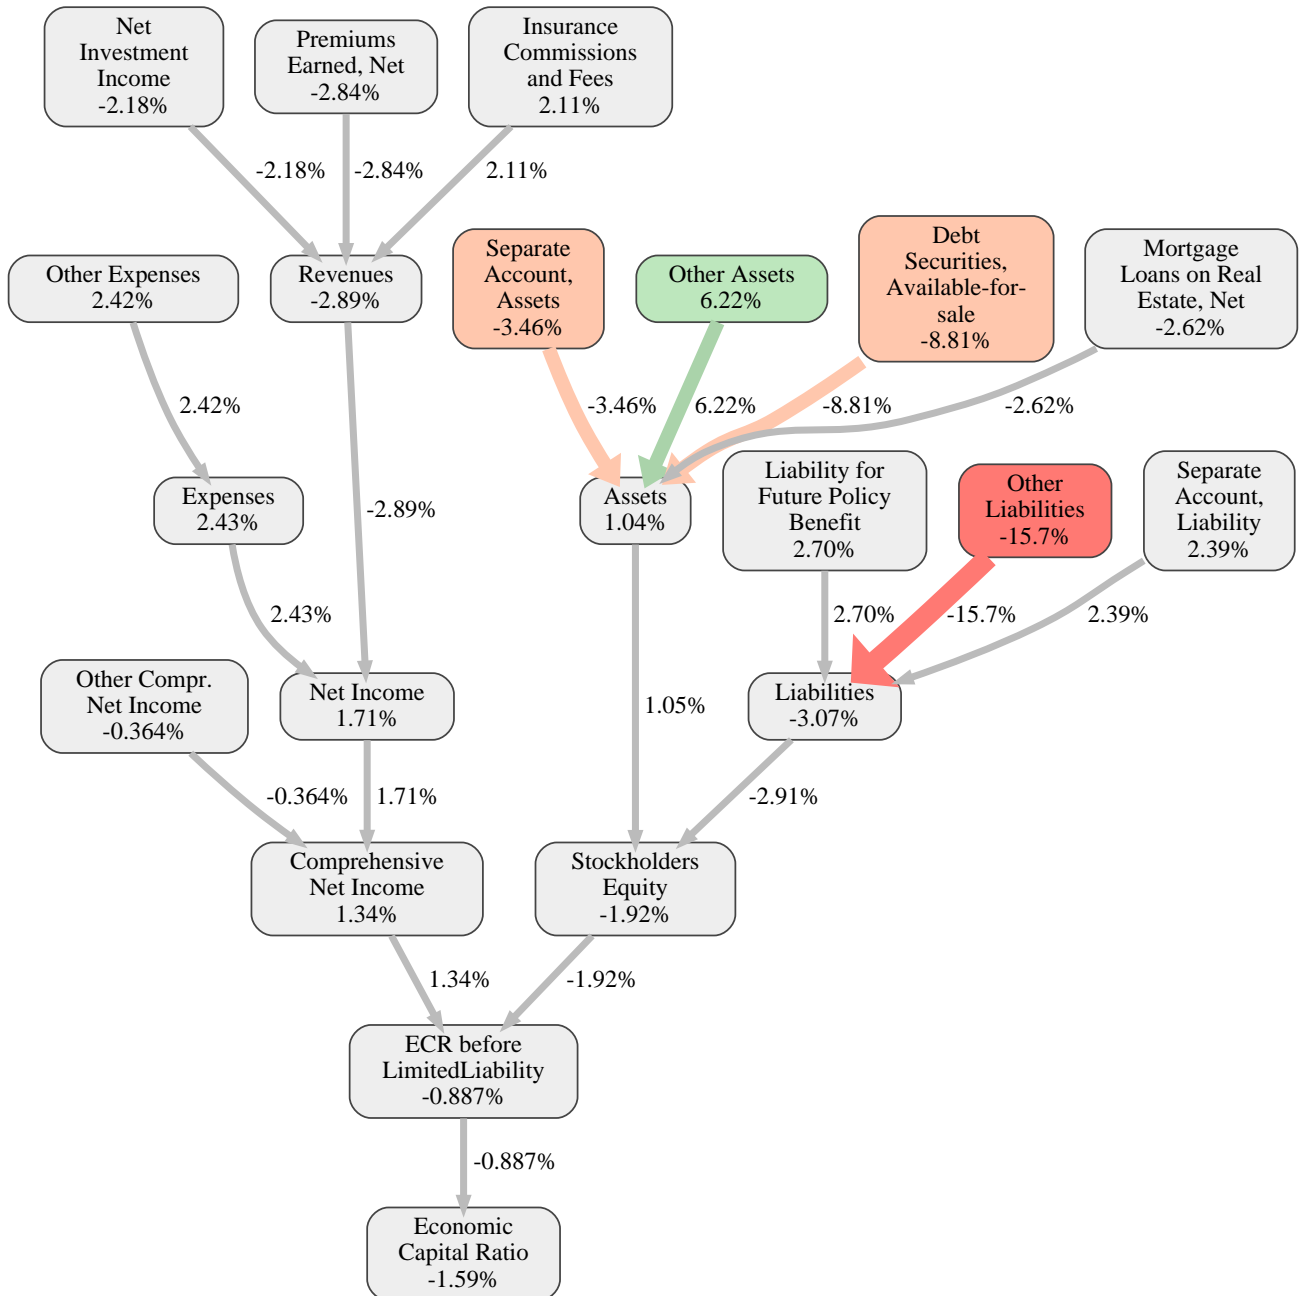 Net
Investment
Income
-2.18%
Premiums
Earned, Net
-2.84%
Insurance
Commissions
and Fees
2.11%
-2.18%
-2.84%
2.11%
Other Expenses
2.42%
Revenues
-2.89%
Separate
Account,
Assets
-3.46%
Other Assets
6.22%
Debt
Securities,
Available-for-
sale
-8.81%
Mortgage
Loans on Real
Estate, Net
-2.62%
2.42%
-3.46%
6.22%
-8.81%
-2.62%
Expenses
2.43%
-2.89%
Assets
1.04%
Liability for
Future Policy
Benefit
2.70%
Other
Liabilities
-15.7%
Separate
Account,
Liability
2.39%
2.43%
2.70%
-15.7%
2.39%
Other Compr.
Net Income
-0.364%
Net Income
1.71%
1.05%
Liabilities
-3.07%
-0.364%
1.71%
-2.91%
Comprehensive
Net Income
1.34%
Stockholders
Equity
-1.92%
1.34%
-1.92%
ECR before
LimitedLiability
-0.887%
-0.887%
Economic
Capital Ratio
-1.59%